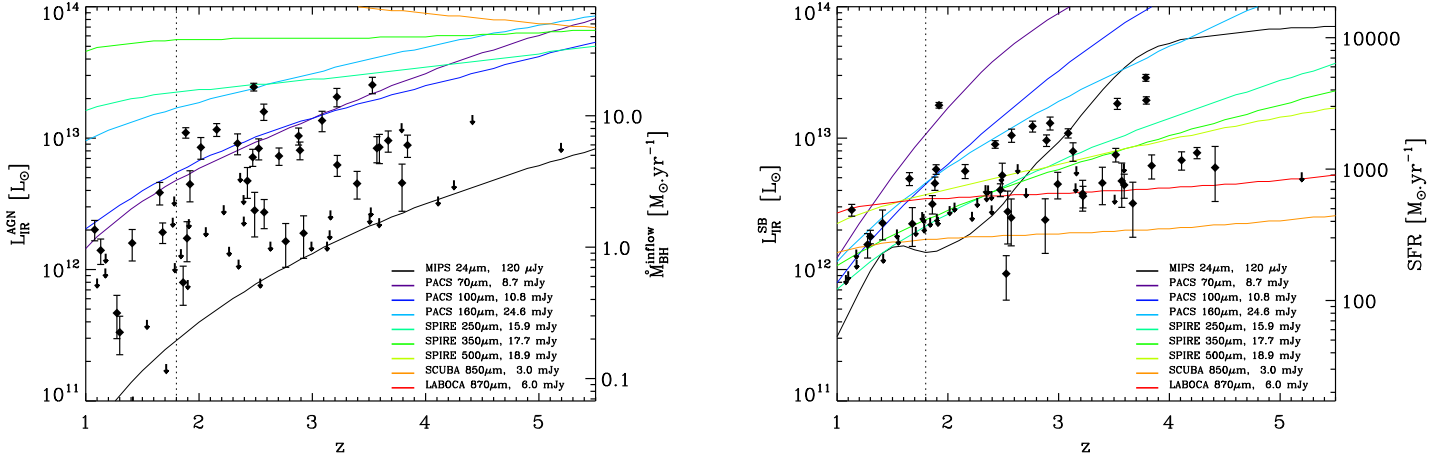 10^14
10^13
10^12
10^11
L_IR^AGN [L_⊙]
10.0
1.0
0.1
Ṁ_BH^inflow [M_⊙.yr^-1]
MIPS 24μm, 120 μJy
PACS 70μm, 8.7 mJy
PACS 100μm, 10.8 mJy
PACS 160μm, 24.6 mJy
SPIRE 250μm, 15.9 mJy
SPIRE 350μm, 17.7 mJy
SPIRE 500μm, 18.9 mJy
SCUBA 850μm, 3.0 mJy
LABOCA 870μm, 6.0 mJy
1 2 3 4 5
z
10^14
10^13
10^12
10^11
L_IR^SB [L_⊙]
10000
1000
100
SFR [M_⊙.yr^-1]
MIPS 24μm, 120 μJy
PACS 70μm, 8.7 mJy
PACS 100μm, 10.8 mJy
PACS 160μm, 24.6 mJy
SPIRE 250μm, 15.9 mJy
SPIRE 350μm, 17.7 mJy
SPIRE 500μm, 18.9 mJy
SCUBA 850μm, 3.0 mJy
LABOCA 870μm, 6.0 mJy
1 2 3 4 5
z